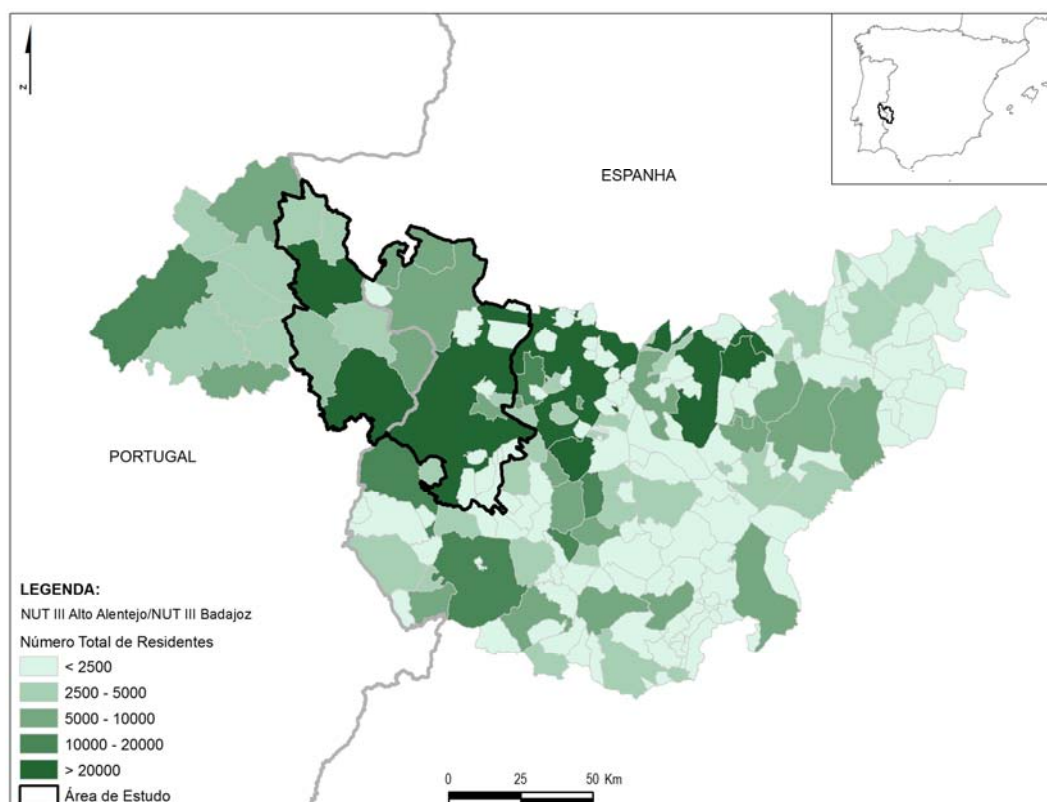 N
ESPANHA
PORTUGAL
LEGENDA:
NUT III Alto Alentejo/NUT III Badajoz
Número Total de Residentes
< 2500
2500 - 5000
5000 - 10000
10000 - 20000
> 20000
Área de Estudo
0 25 50 Km